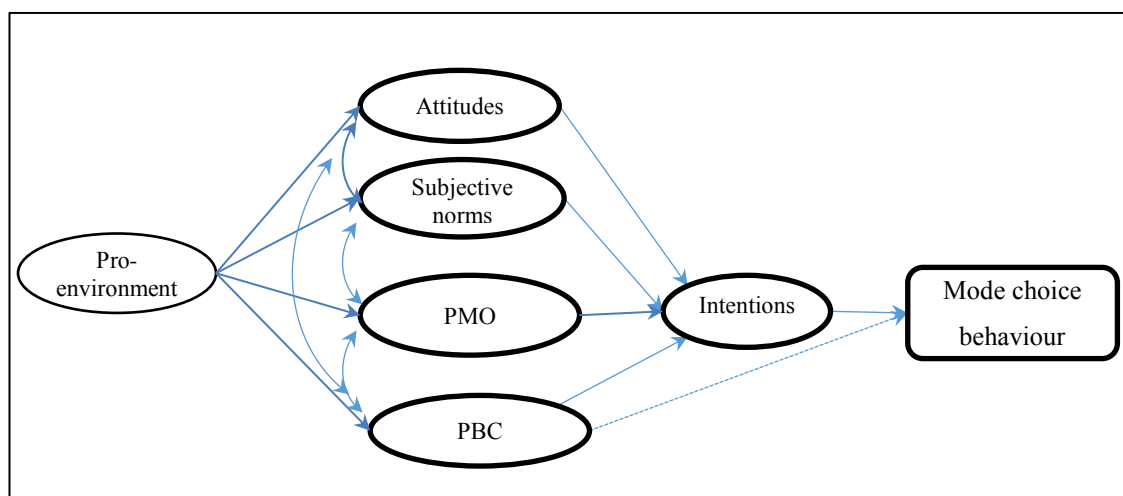 Attitudes
Subjective
norms
Pro-
environment
PMO
PBC
Intentions
Mode choice
behaviour